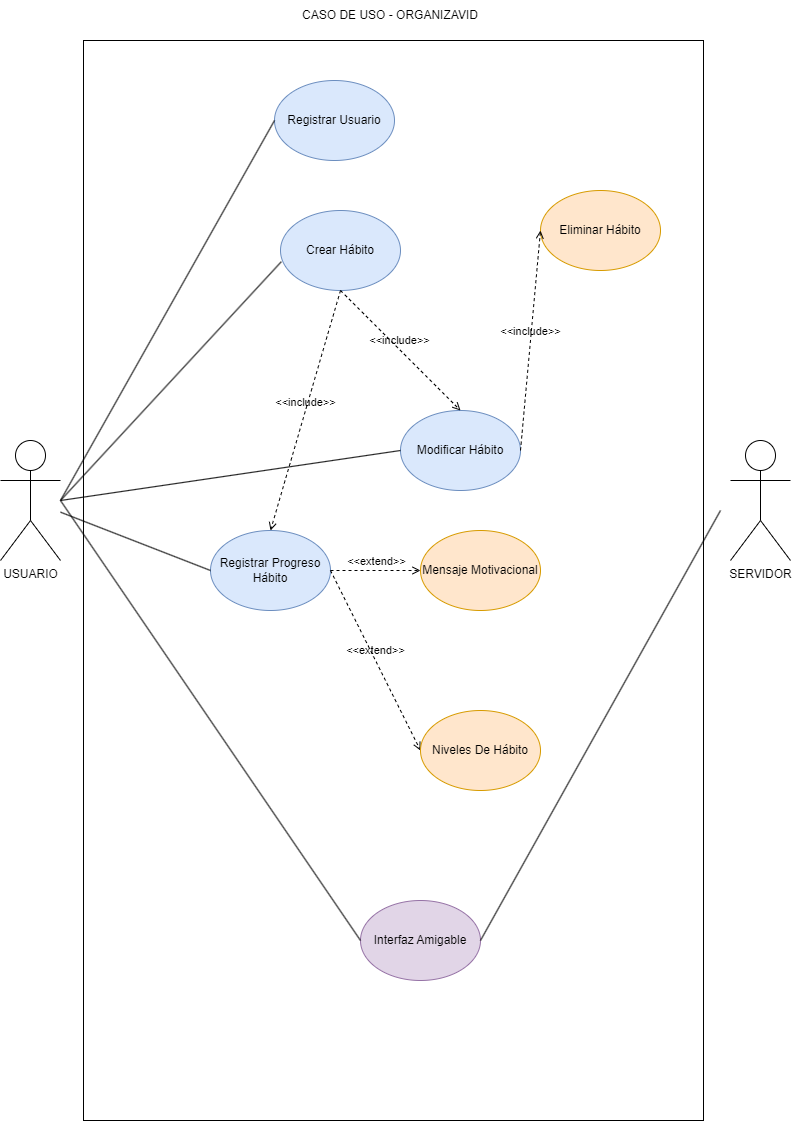 CASO DE USO - ORGANIZAVID
Registrar Usuario
Eliminar Hábito
Crear Hábito
<<include>>
<<include>>
<<include>>
Modificar Hábito
USUARIO
SERVIDOR
Registrar Progreso
Hábito
<<extend>>
Mensaje Motivacional
<<extend>>
Niveles De Hábito
Interfaz Amigable